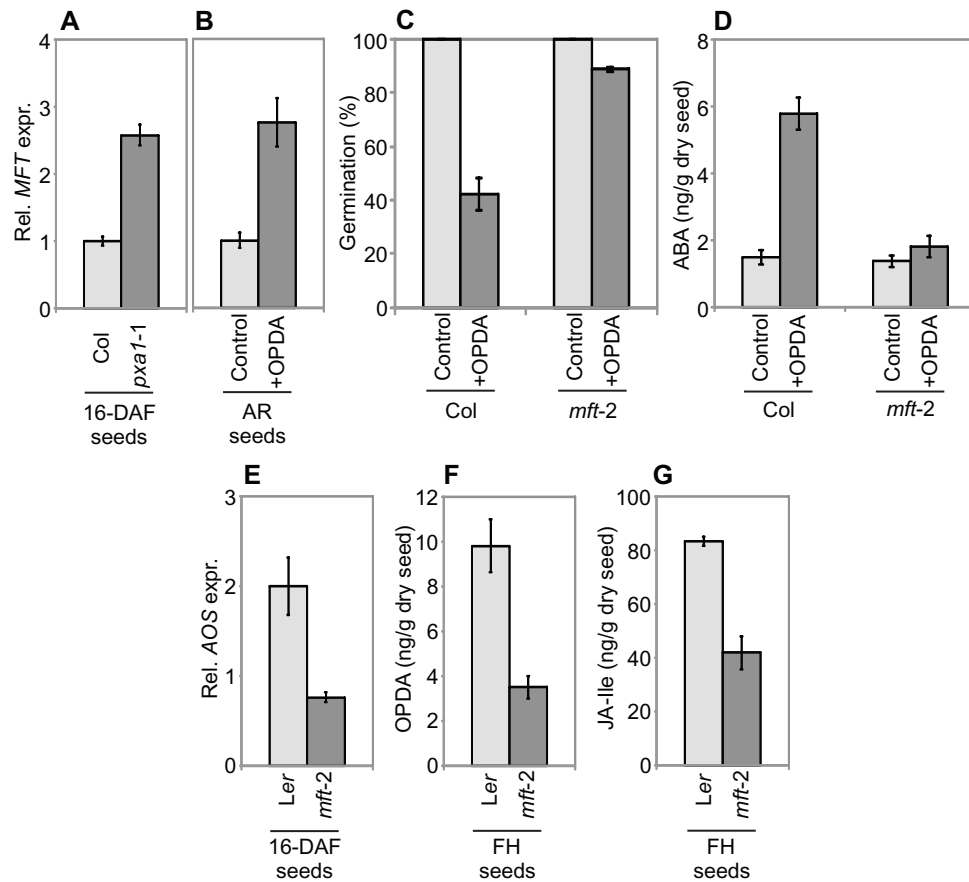 A
Rel. MFT expr.
4
3
2
1
0
Col
pxa1-1
16-DAF
seeds
B
Control
+OPDA
AR
seeds
C
Germination (%)
100
80
60
40
20
0
Control
+OPDA
Control
+OPDA
Col
mft-2
D
ABA (ng/g dry seed)
8
6
4
2
0
Control
+OPDA
Control
+OPDA
Col
mft-2
E
Rel. AOS expr.
3
2
1
0
Ler
mft-2
16-DAF
seeds
F
OPDA (ng/g dry seed)
12
10
8
6
4
2
0
Ler
mft-2
FH
seeds
G
JA-Ile (ng/g dry seed)
100
80
60
40
20
0
Ler
mft-2
FH
seeds